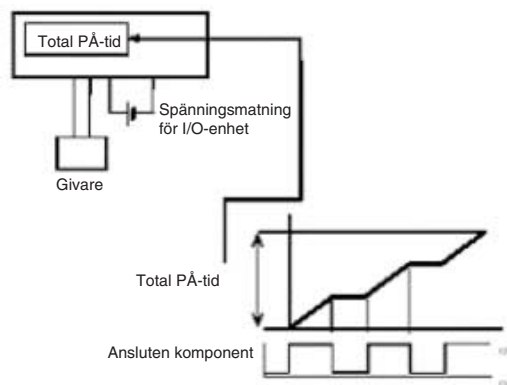 Total PÅ-tid
Spänningsmatning
för I/O-enhet
Givare
Total PÅ-tid
Ansluten komponent